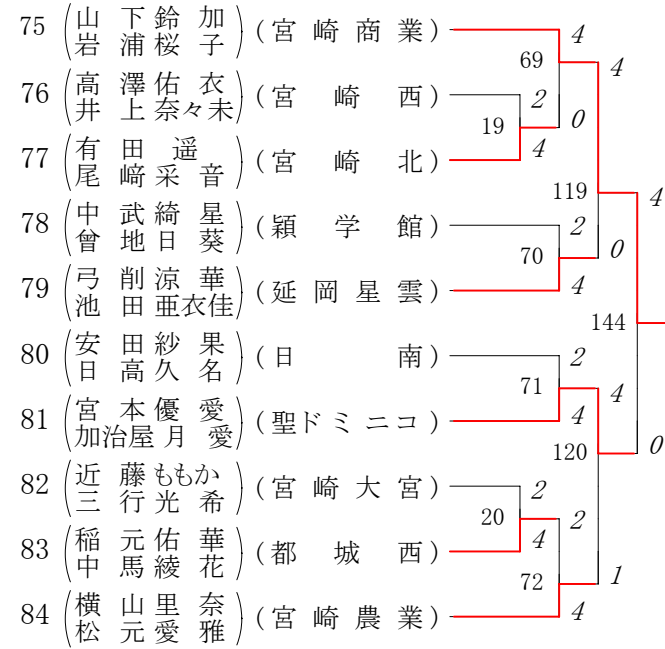 75 (山下鈴加 岩浦桜子) (宮崎商業) 4
69 4
76 (高澤佑衣 井上奈々未) (宮崎西) 2 0
19
77 (有田遥 尾﨑采音) (宮崎北) 4
119 4
78 (中武綺星 曾地日葵) (穎学館) 2
70 0
79 (弓削涼華 池田亜衣佳) (延岡星雲) 4
144
80 (安田紗果 日高久名) (日南) 2
71 4
81 (宮本優愛 加治屋月愛) (聖ドミニコ) 4
120 0
82 (近藤ももか 三行光希) (宮崎大宮) 2
20 2
83 (稲元佑華 中馬綾花) (都城西) 4
72 1
84 (横山里奈 松元愛雅) (宮崎農業) 4